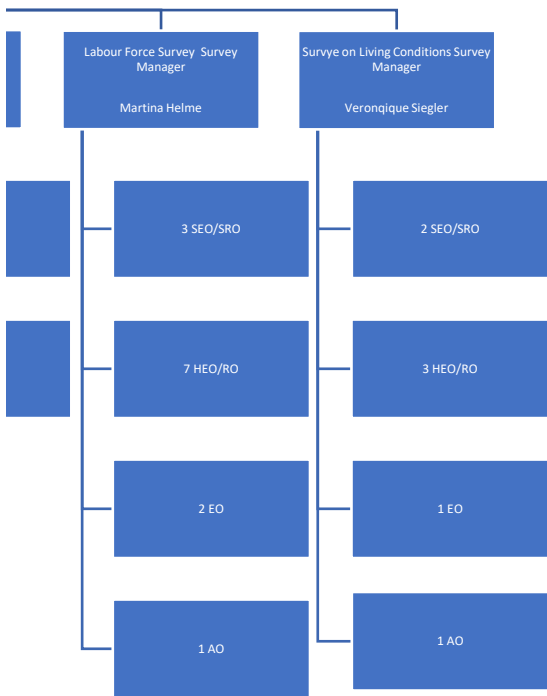 Labour Force Survey Survey
Manager
Martina Helme
3 SEO/SRO
7 HEO/RO
2 EO
1 AO
Survye on Living Conditions Survey
Manager
Veronqique Siegler
2 SEO/SRO
3 HEO/RO
1 EO
1 AO